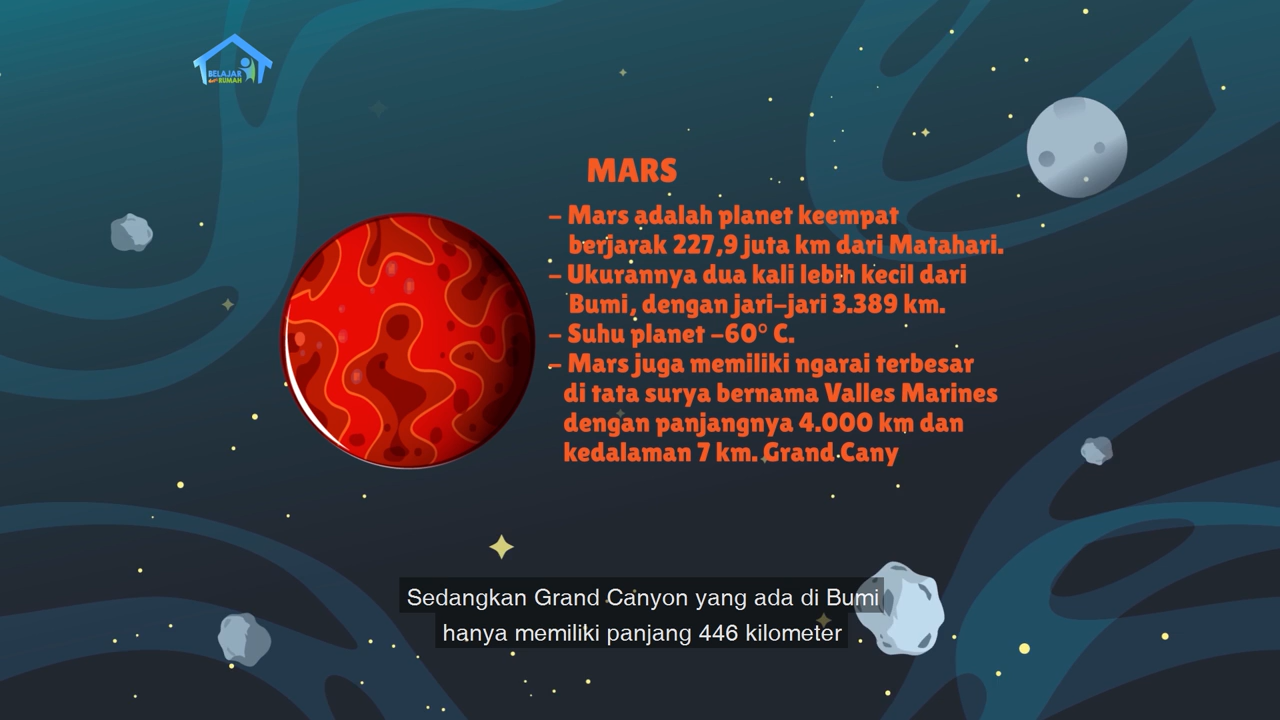 BELAJAR
dari RUMAH
MARS
– Mars adalah planet keempat
berjarak 227,9 juta km dari Matahari.
– Ukurannya dua kali lebih kecil dari
Bumi, dengan jari-jari 3.389 km.
– Suhu planet -60° C.
– Mars juga memiliki ngarai terbesar
di tata surya bernama Valles Marines
dengan panjangnya 4.000 km dan
kedalaman 7 km. Grand Cany
Sedangkan Grand Canyon yang ada di Bumi
hanya memiliki panjang 446 kilometer